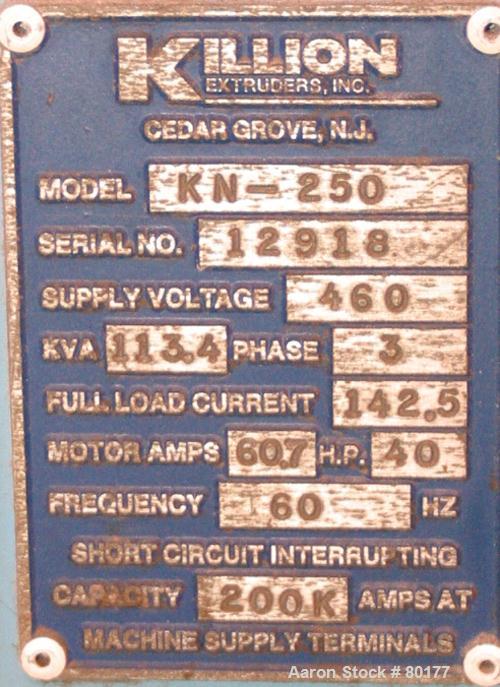 KILLION
EXTRUDERS, INC.
CEDAR GROVE, N.J.
MODEL KN-250
SERIAL NO. 12918
SUPPLY VOLTAGE 460
KVA 113.4 PHASE 3
FULL LOAD CURRENT 142.5
MOTOR AMPS 60.7 H.P. 40
FREQUENCY 60 HZ
SHORT CIRCUIT INTERRUPTING
CAPACITY 200K AMPS AT
MACHINE SUPPLY TERMINALS
Aaron Stock # 80177